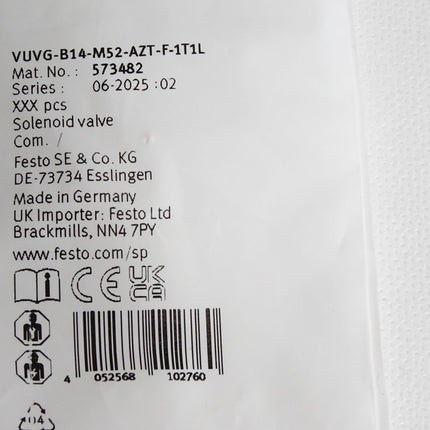 VUVG-B14-M52-AZT-F-1T1L
Mat. No. : 573482
Series : 06-2025 :02
XXX pcs
Solenoid valve
Com. /
Festo SE & Co. KG
DE-73734 Esslingen
Made in Germany
UK Importer: Festo Ltd
Brackmills, NN4 7PY
www.festo.com/sp
i CE UK CA
4 052568 102760
04